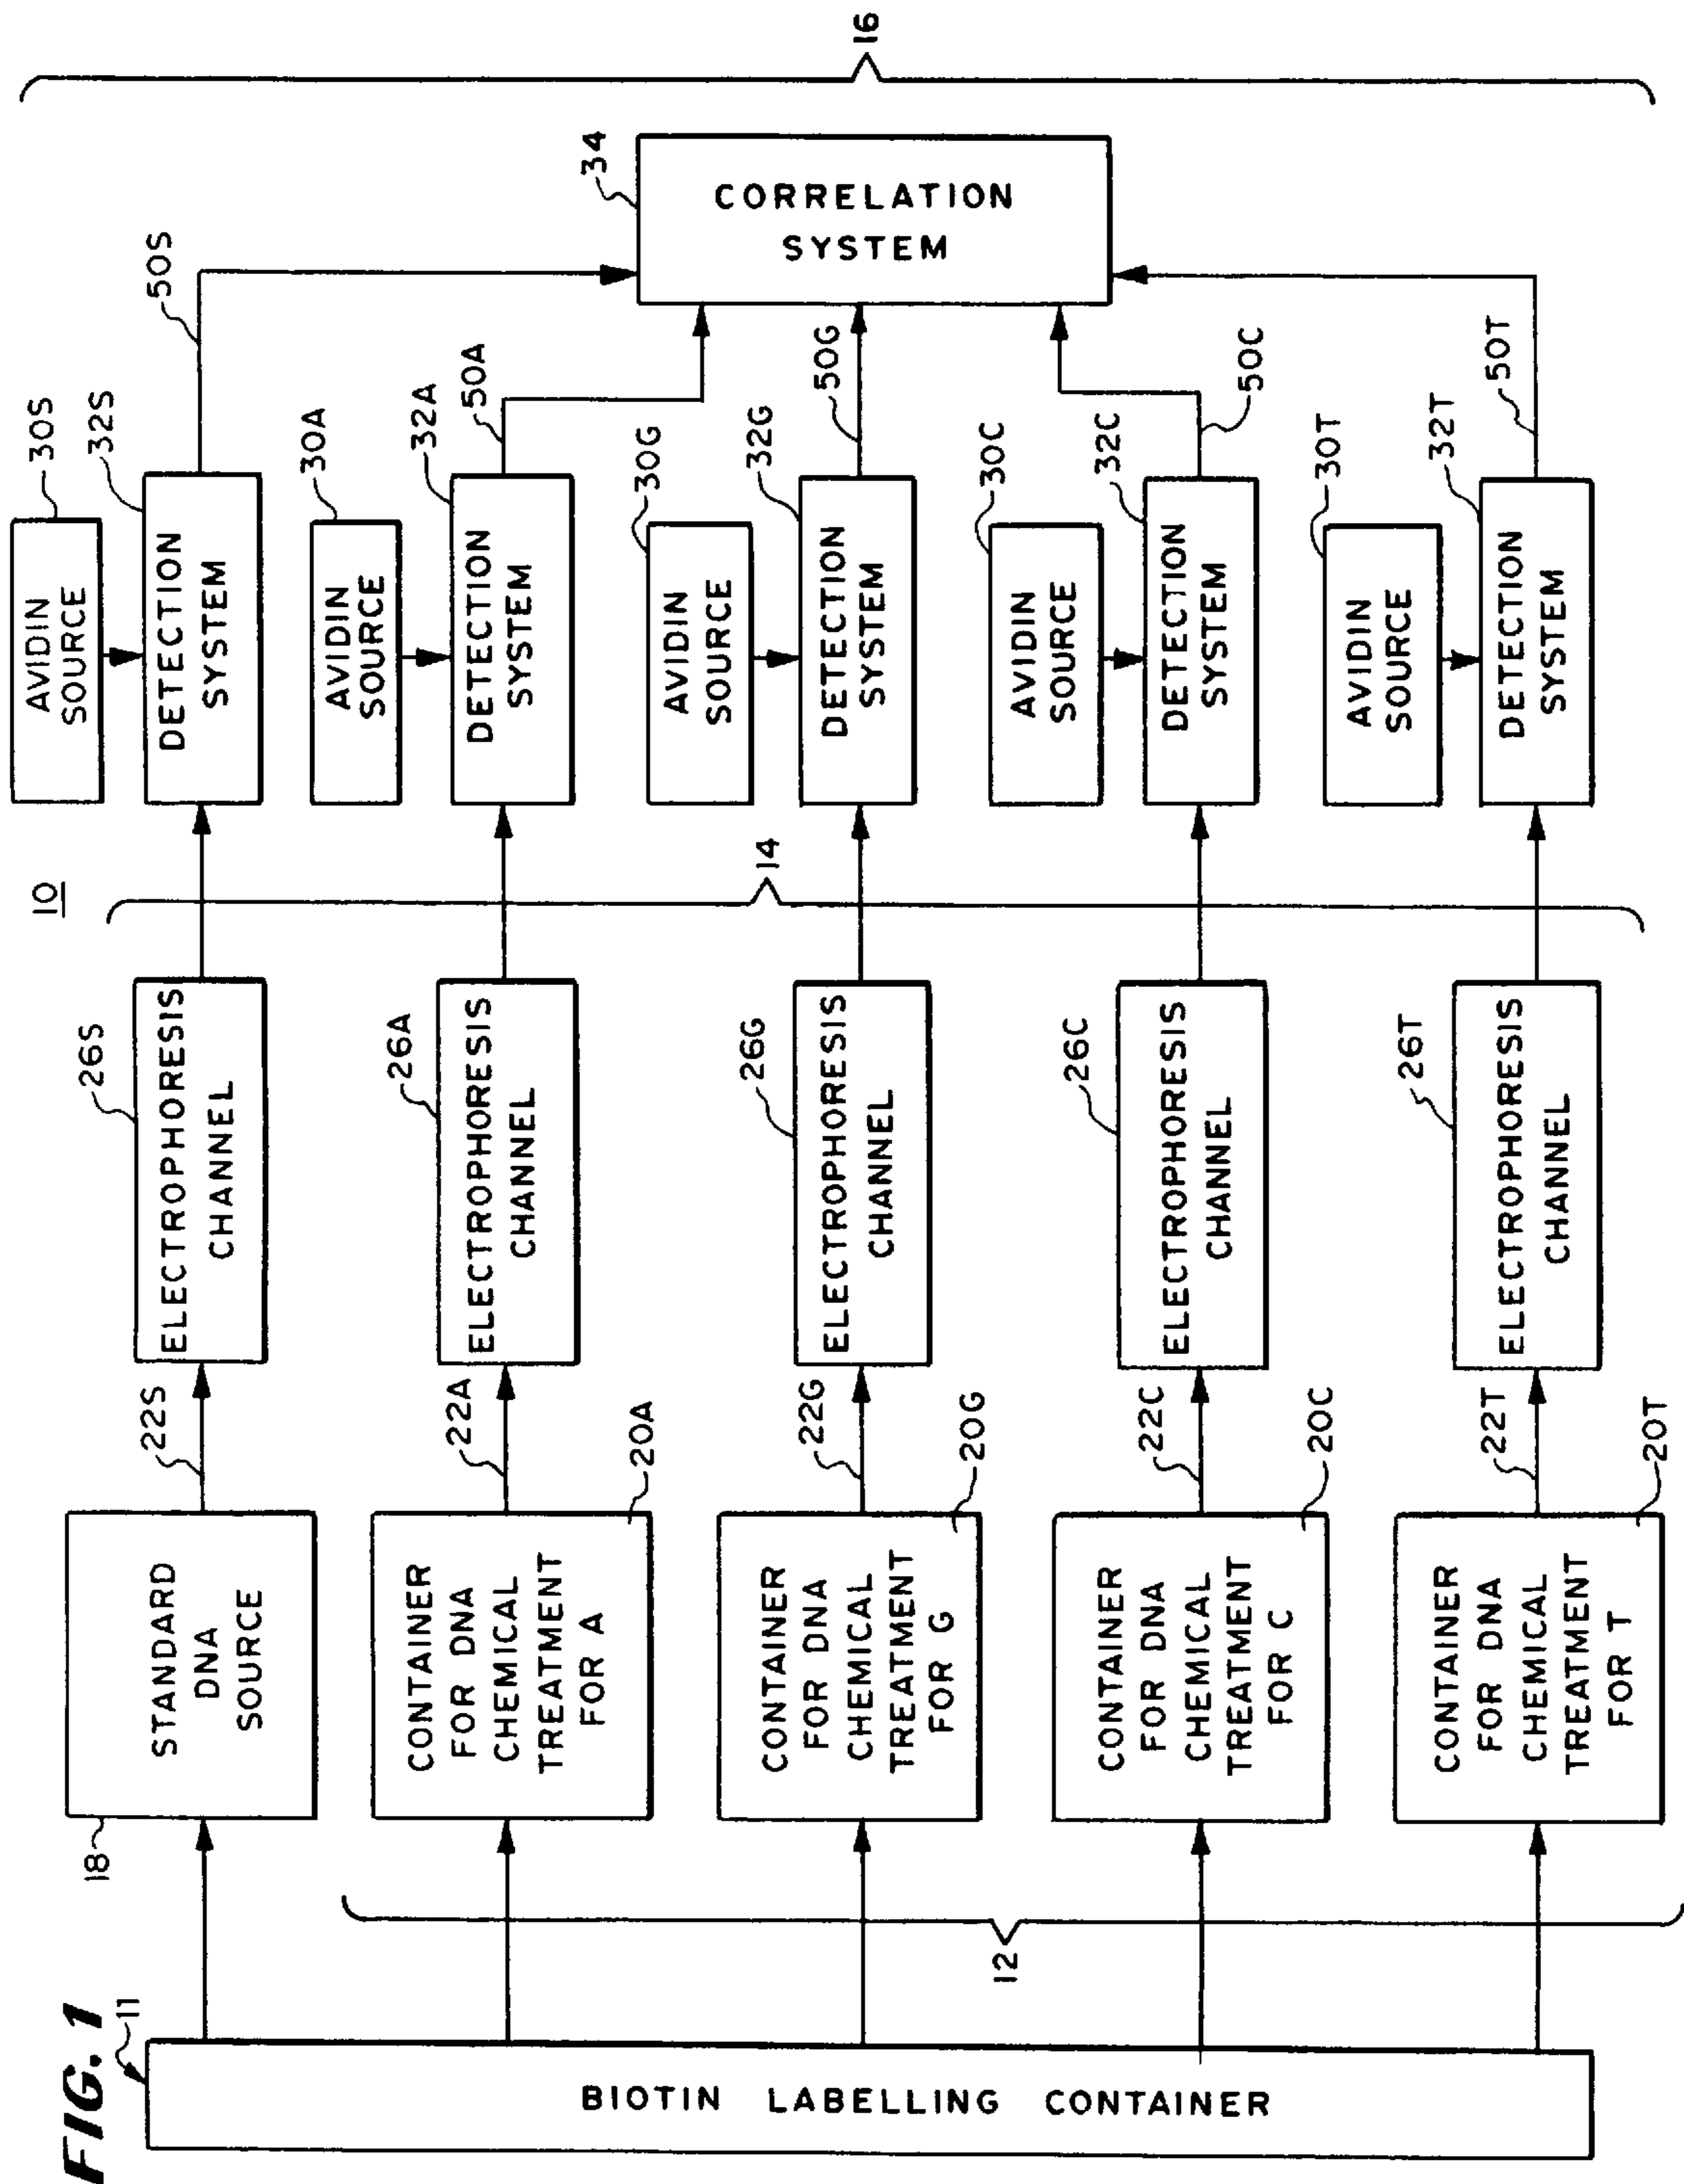 FIG. 1
10
11
BIOTIN LABELLING CONTAINER
12
18
STANDARD
DNA
SOURCE
22S
26S
ELECTROPHORESIS
CHANNEL
30S
AVIDIN
SOURCE
32S
DETECTION
SYSTEM
50S
CONTAINER
FOR DNA
CHEMICAL
TREATMENT
FOR A
20A
22A
26A
ELECTROPHORESIS
CHANNEL
30A
AVIDIN
SOURCE
32A
DETECTION
SYSTEM
50A
CONTAINER
FOR DNA
CHEMICAL
TREATMENT
FOR G
20G
22G
26G
ELECTROPHORESIS
CHANNEL
14
30G
AVIDIN
SOURCE
32G
DETECTION
SYSTEM
50G
CONTAINER
FOR DNA
CHEMICAL
TREATMENT
FOR C
20C
22C
26C
ELECTROPHORESIS
CHANNEL
30C
AVIDIN
SOURCE
32C
DETECTION
SYSTEM
50C
CONTAINER
FOR DNA
CHEMICAL
TREATMENT
FOR T
20T
22T
26T
ELECTROPHORESIS
CHANNEL
30T
AVIDIN
SOURCE
32T
DETECTION
SYSTEM
50T
34
CORRELATION
SYSTEM
16